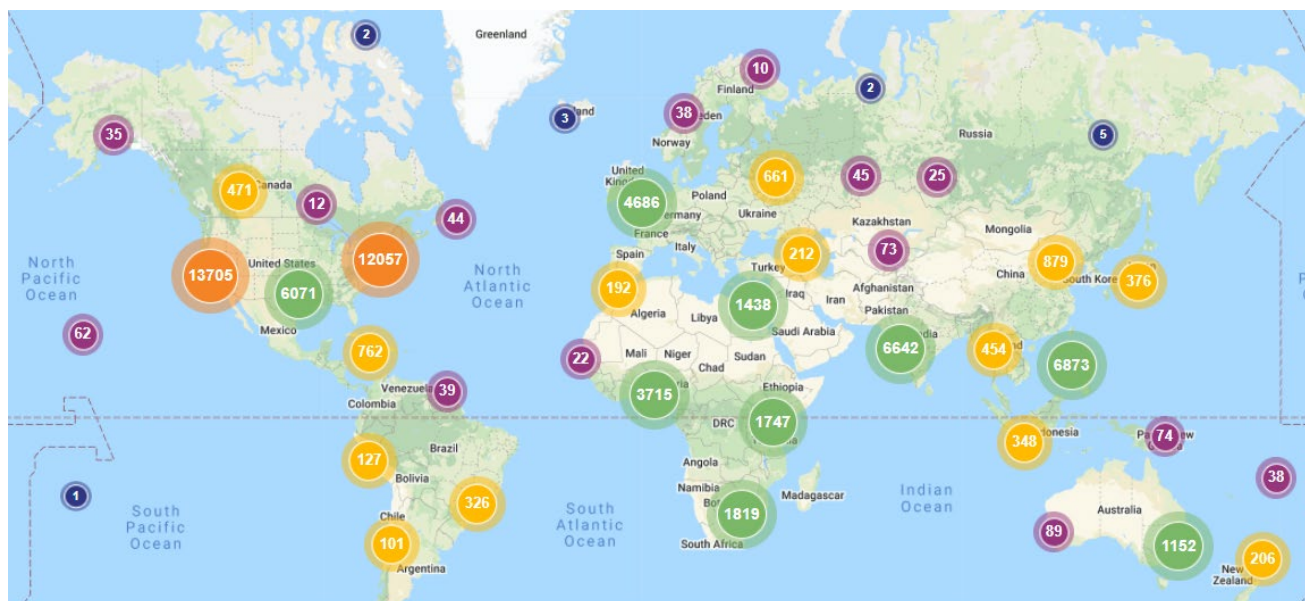 2
Greenland
10
Finland
2
3
38
Norway
Russia
5
35
United
661
45
25
471
Canada
12
4686
Poland
Germany
Ukraine
Kazakhstan
Mongolia
44
France
Italy
73
13705
United States
12057
Spain
212
Turkey
879
China
South Korea
376
North
Pacific
Ocean
6071
North
Atlantic
Ocean
192
Algeria
Libya
1438
Iraq
Iran
Afghanistan
Pakistan
62
Mexico
Saudi Arabia
762
22
Mali
Niger
Chad
Sudan
6642
454
6873
Venezuela
39
Colombia
3715
Ethiopia
DRC
1747
127
Brazil
Bolivia
Angola
348
74
Namibia
Madagascar
Indian
Ocean
38
1
South
Pacific
Ocean
326
Chile
101
Argentina
South
Atlantic
Ocean
1819
South Africa
Australia
89
1152
206
New
Zealand